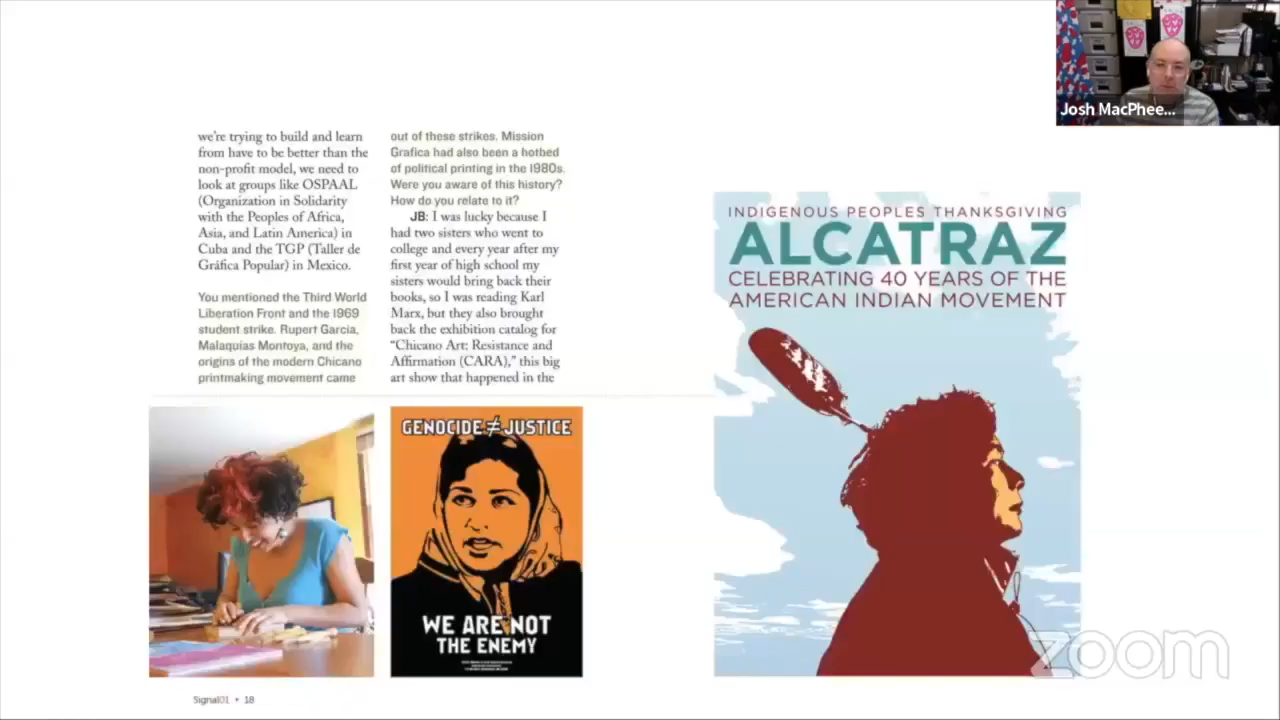 Josh MacPhee...
we're trying to build and learn
from have to be better than the
non-profit model, we need to
look at groups like OSPAAL
(Organization in Solidarity
with the Peoples of Africa,
Asia, and Latin America) in
Cuba and the TGP (Taller de
Gráfica Popular) in Mexico.
You mentioned the Third World
Liberation Front and the 1969
student strike. Rupert Garcia,
Malaquias Montoya, and the
origins of the modern Chicano
printmaking movement came
out of these strikes. Mission
Grafica had also been a hotbed
of political printing in the 1980s.
Were you aware of this history?
How do you relate to it?
JB: I was lucky because I
had two sisters who went to
college and every year after my
first year of high school my
sisters would bring back their
books, so I was reading Karl
Marx, but they also brought
back the exhibition catalog for
"Chicano Art: Resistance and
Affirmation (CARA)," this big
art show that happened in the
GENOCIDE ≠ JUSTICE
WE ARE NOT
THE ENEMY
Signal01 • 18
INDIGENOUS PEOPLES THANKSGIVING
ALCATRAZ
CELEBRATING 40 YEARS OF THE
AMERICAN INDIAN MOVEMENT
zoom